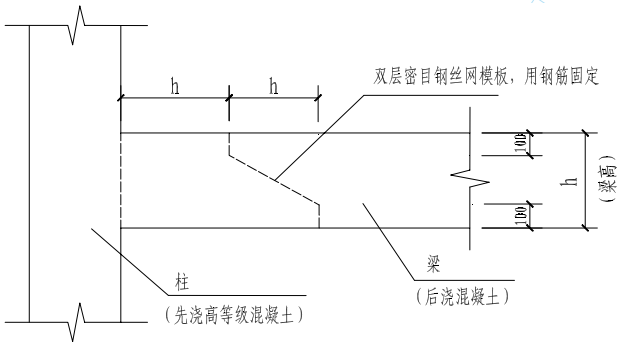 双层密目钢丝网模板，用钢筋固定
h
h
100
h
(梁高)
100
梁
(后浇混凝土)
柱
(先浇高等级混凝土)